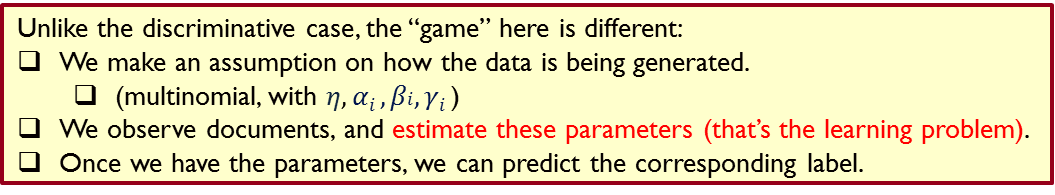 Unlike the discriminative case, the “game” here is different:
❑ We make an assumption on how the data is being generated.
❑ (multinomial, with η, αᵢ, βi, γᵢ )
❑ We observe documents, and estimate these parameters (that’s the learning problem).
❑ Once we have the parameters, we can predict the corresponding label.